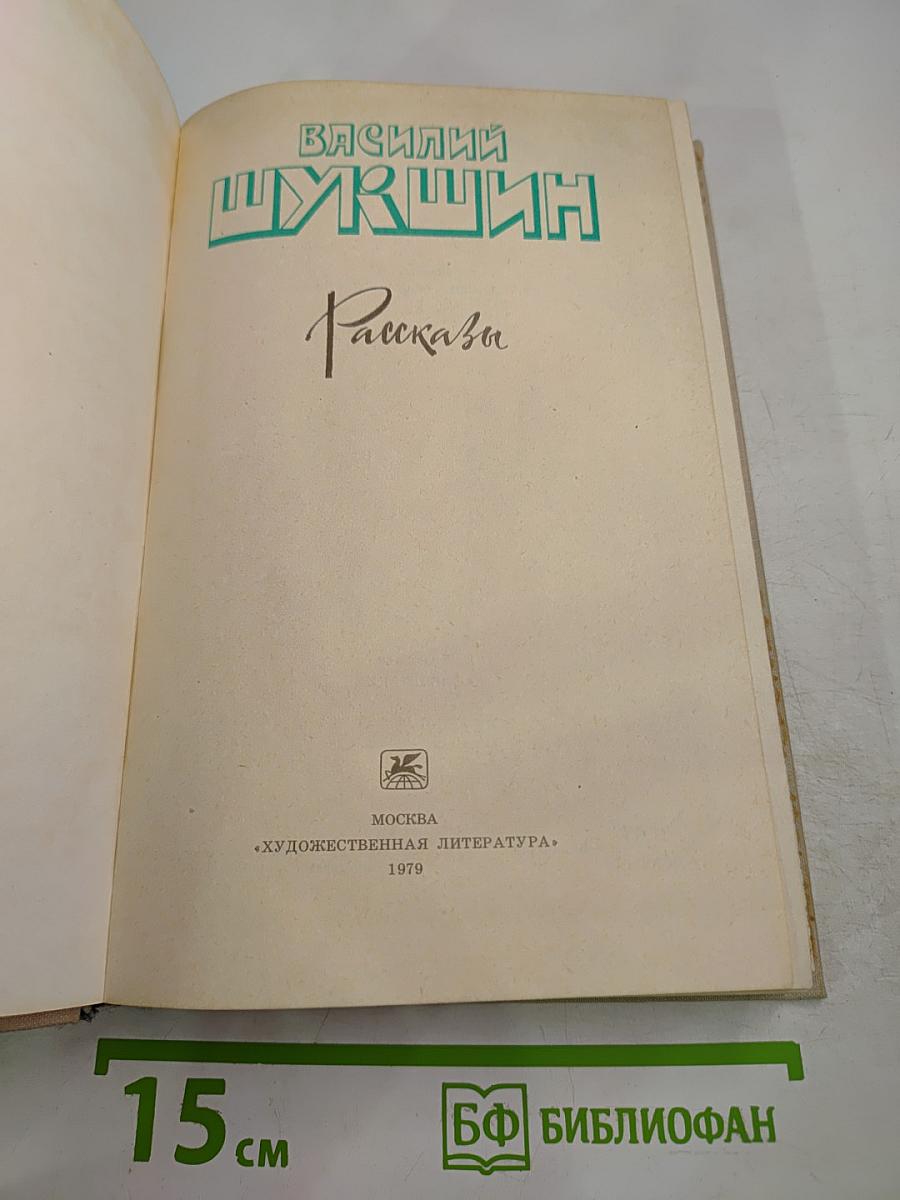 ВАСИЛИЙ
ШУКШИН
Рассказы
МОСКВА
«ХУДОЖЕСТВЕННАЯ ЛИТЕРАТУРА»
1979
15 см
БФ БИБЛИОФАН